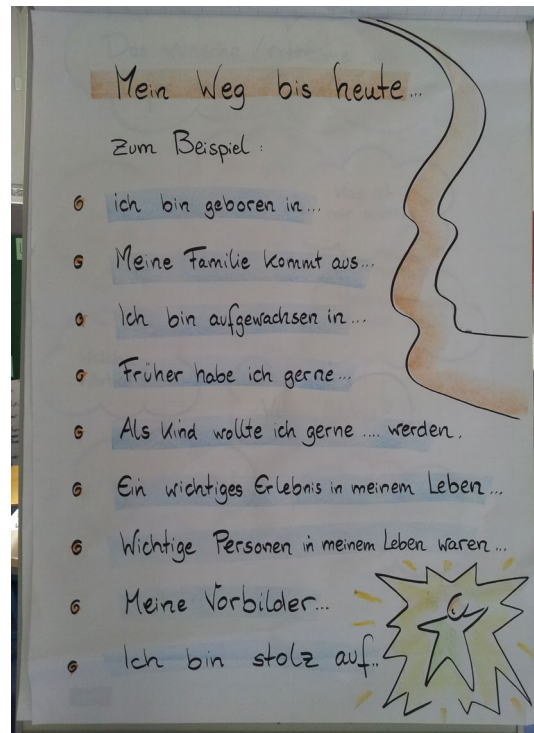 Mein Weg bis heute...
Zum Beispiel:
ich bin geboren in...
Meine Familie kommt aus...
Ich bin aufgewachsen in...
Früher habe ich gerne...
Als Kind wollte ich gerne .... werden.
Ein wichtiges Erlebnis in meinem Leben...
Wichtige Personen in meinem Leben waren...
Meine Vorbilder...
Ich bin stolz auf..